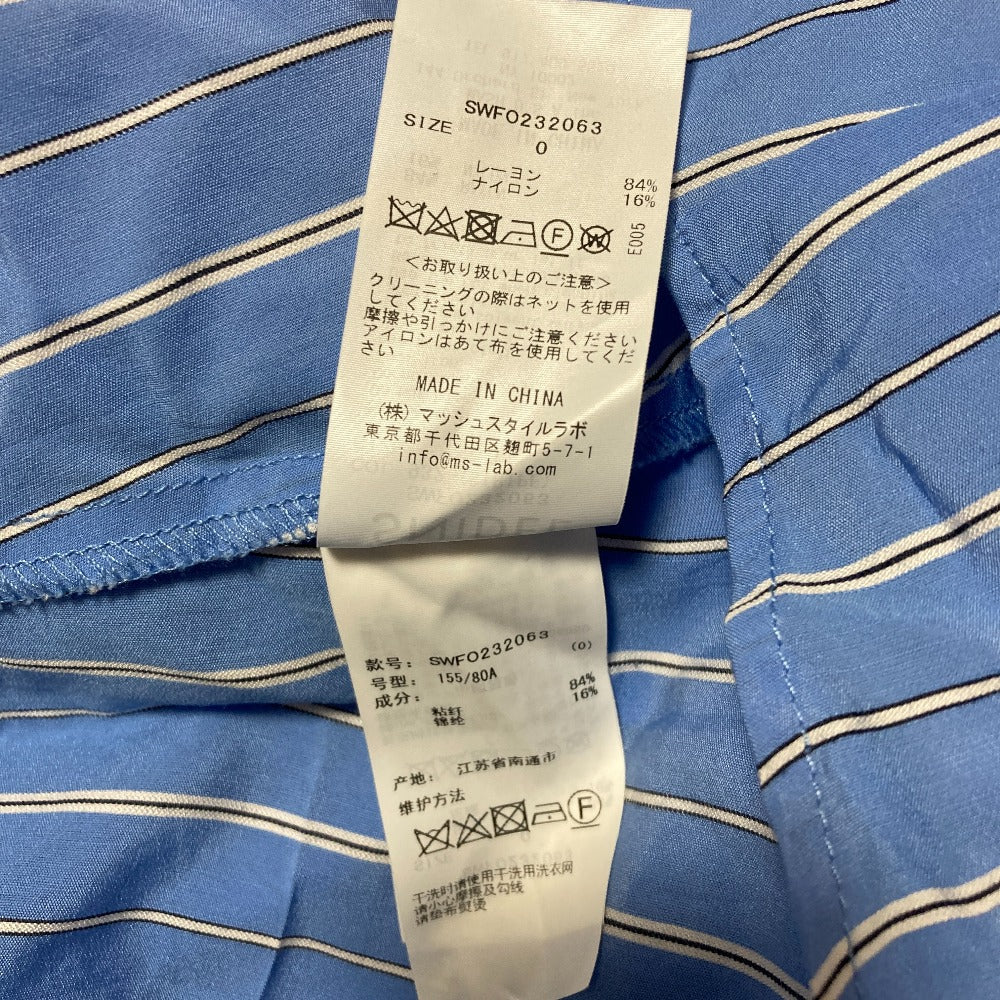 SWFO232063
SIZE 0
レーヨン 84%
ナイロン 16%
E005
＜お取り扱い上のご注意＞
クリーニングの際はネットを使用
してください
摩擦や引っかけにご注意ください
アイロンはあて布を使用してくだ
さい
MADE IN CHINA
(株) マッシュスタイルラボ
東京都千代田区麹町5-7-1
info@ms-lab.com
款号: SWFO232063
号型: 155/80A (0)
成分:
粘纤 84%
锦纶 16%
产地: 江苏省南通市
维护方法
干洗时请使用干洗用洗衣网
请小心摩擦及勾线
请垫布熨烫